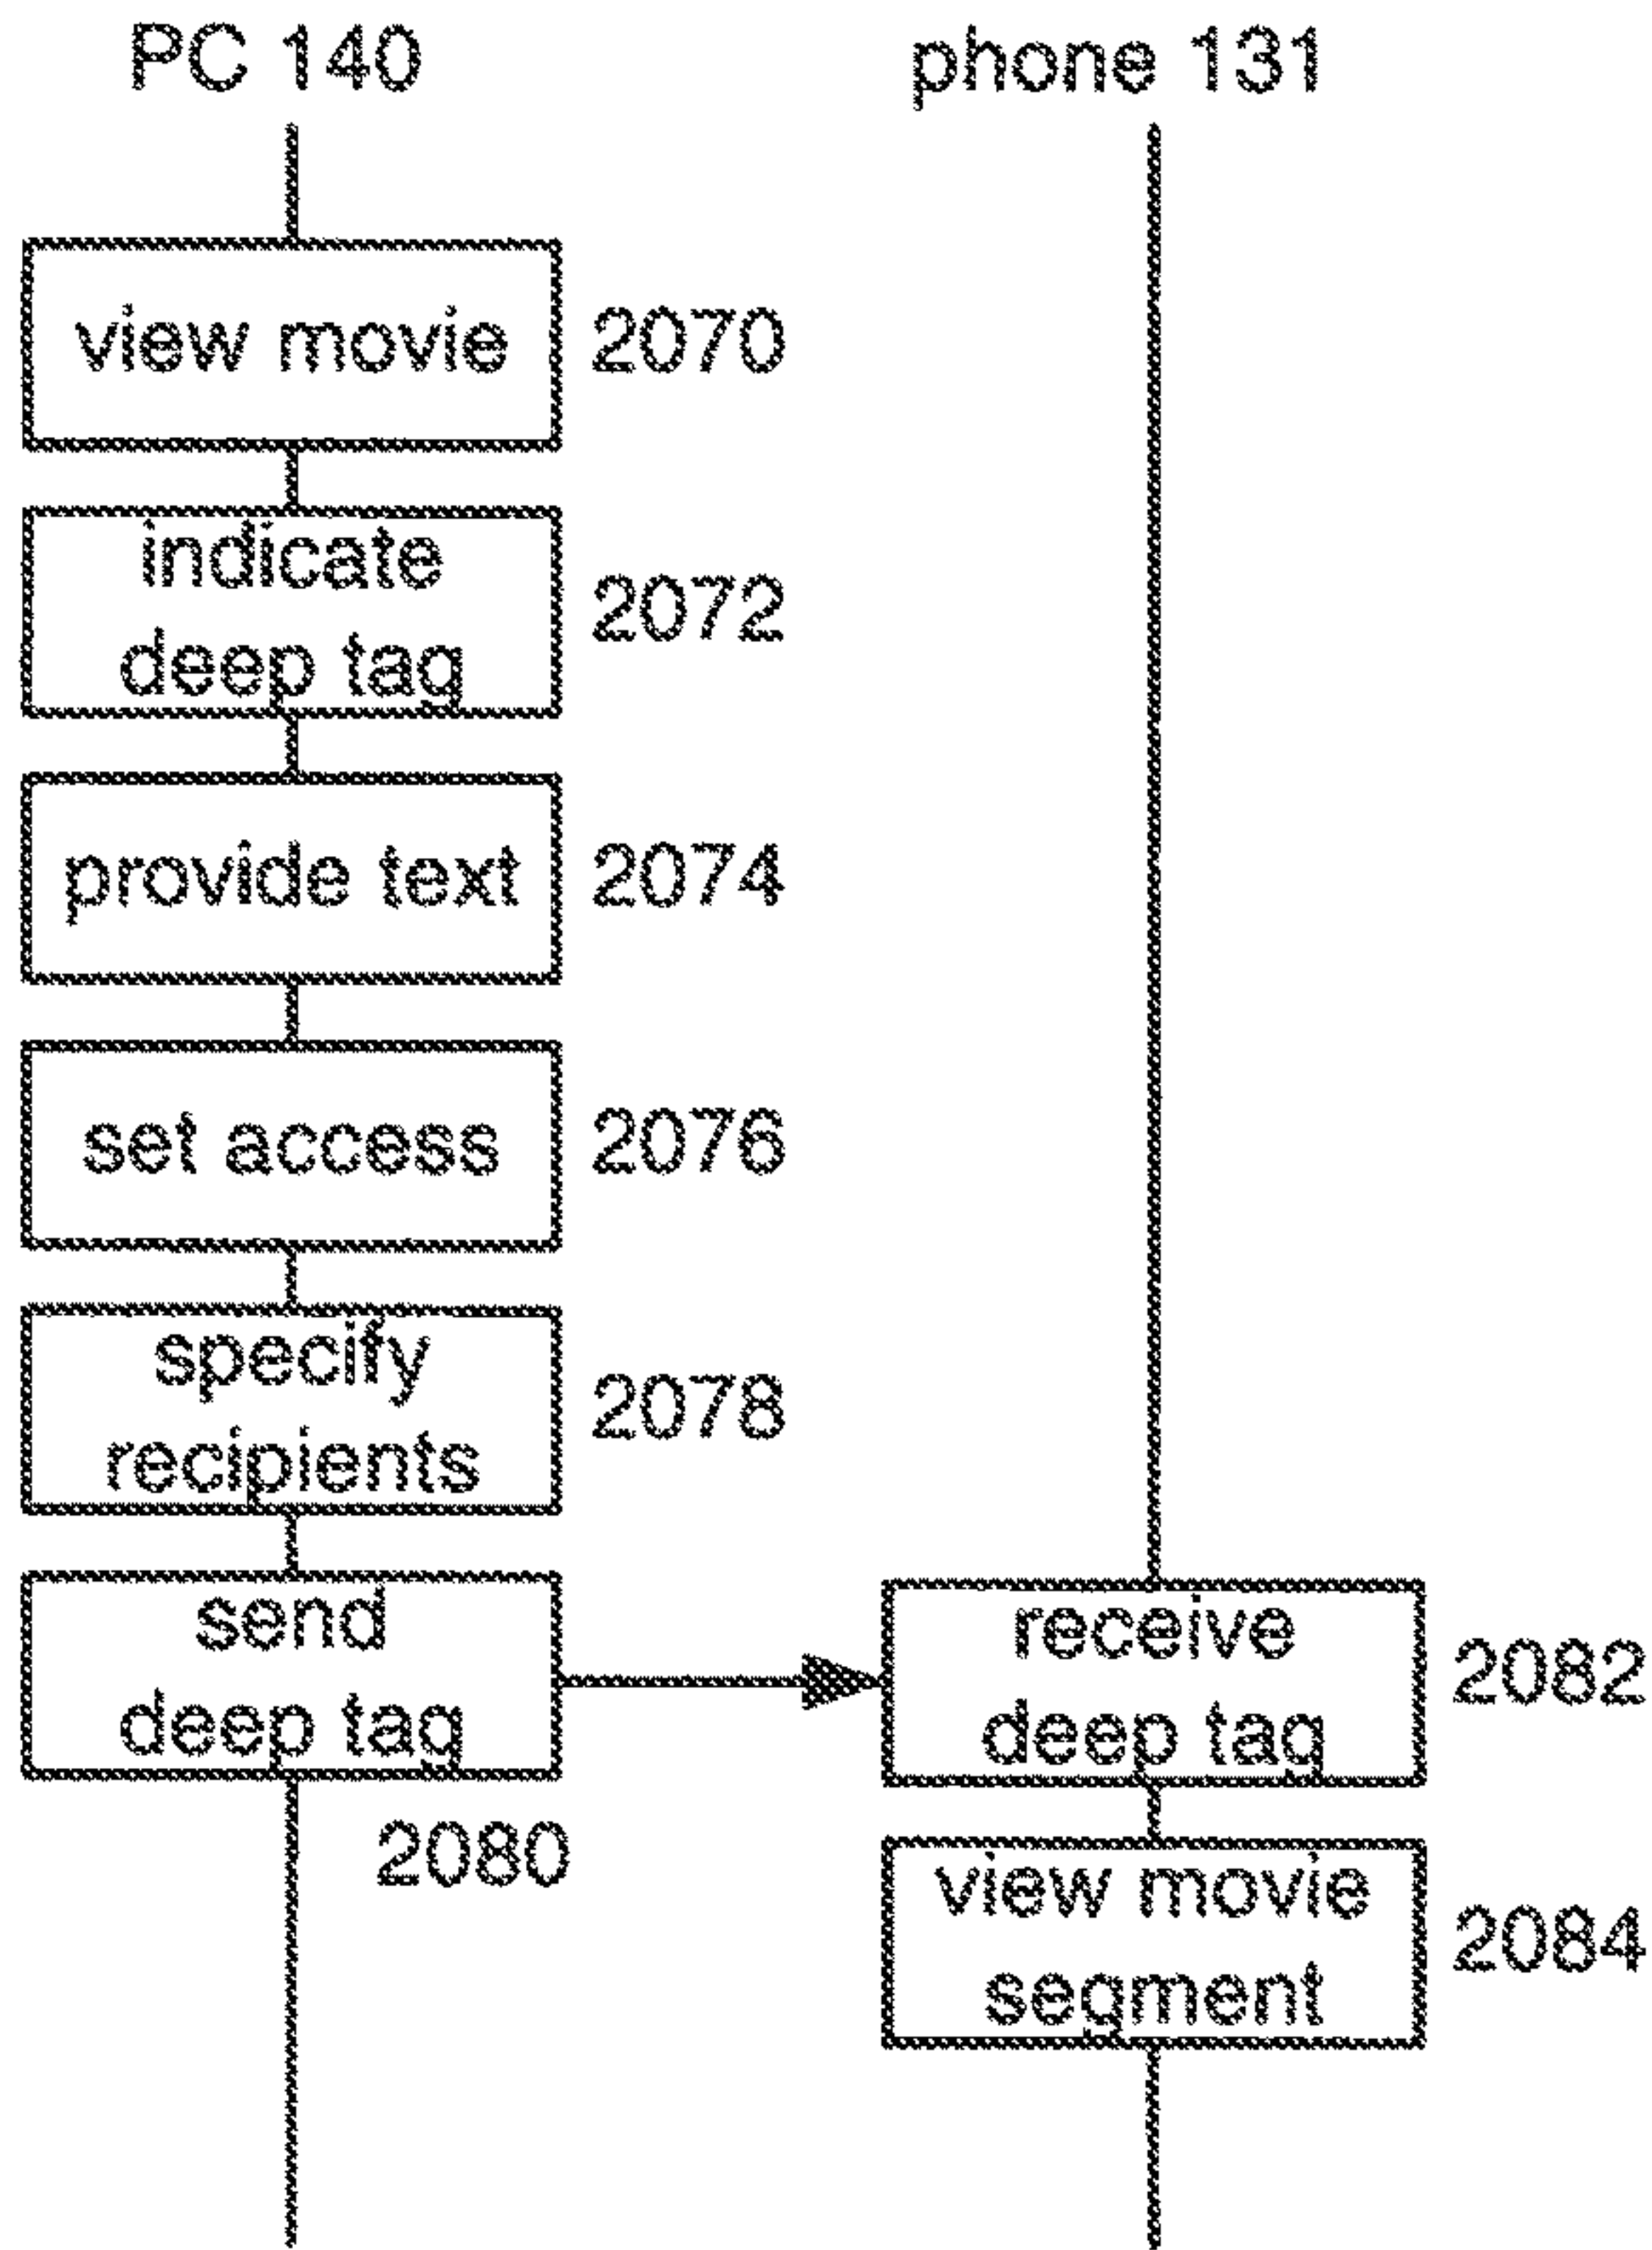 PC 140
phone 131
view movie
2070
indicate
deep tag
2072
provide text
2074
set access
2076
specify
recipients
2078
send
deep tag
2080
receive
deep tag
2082
view movie
segment
2084